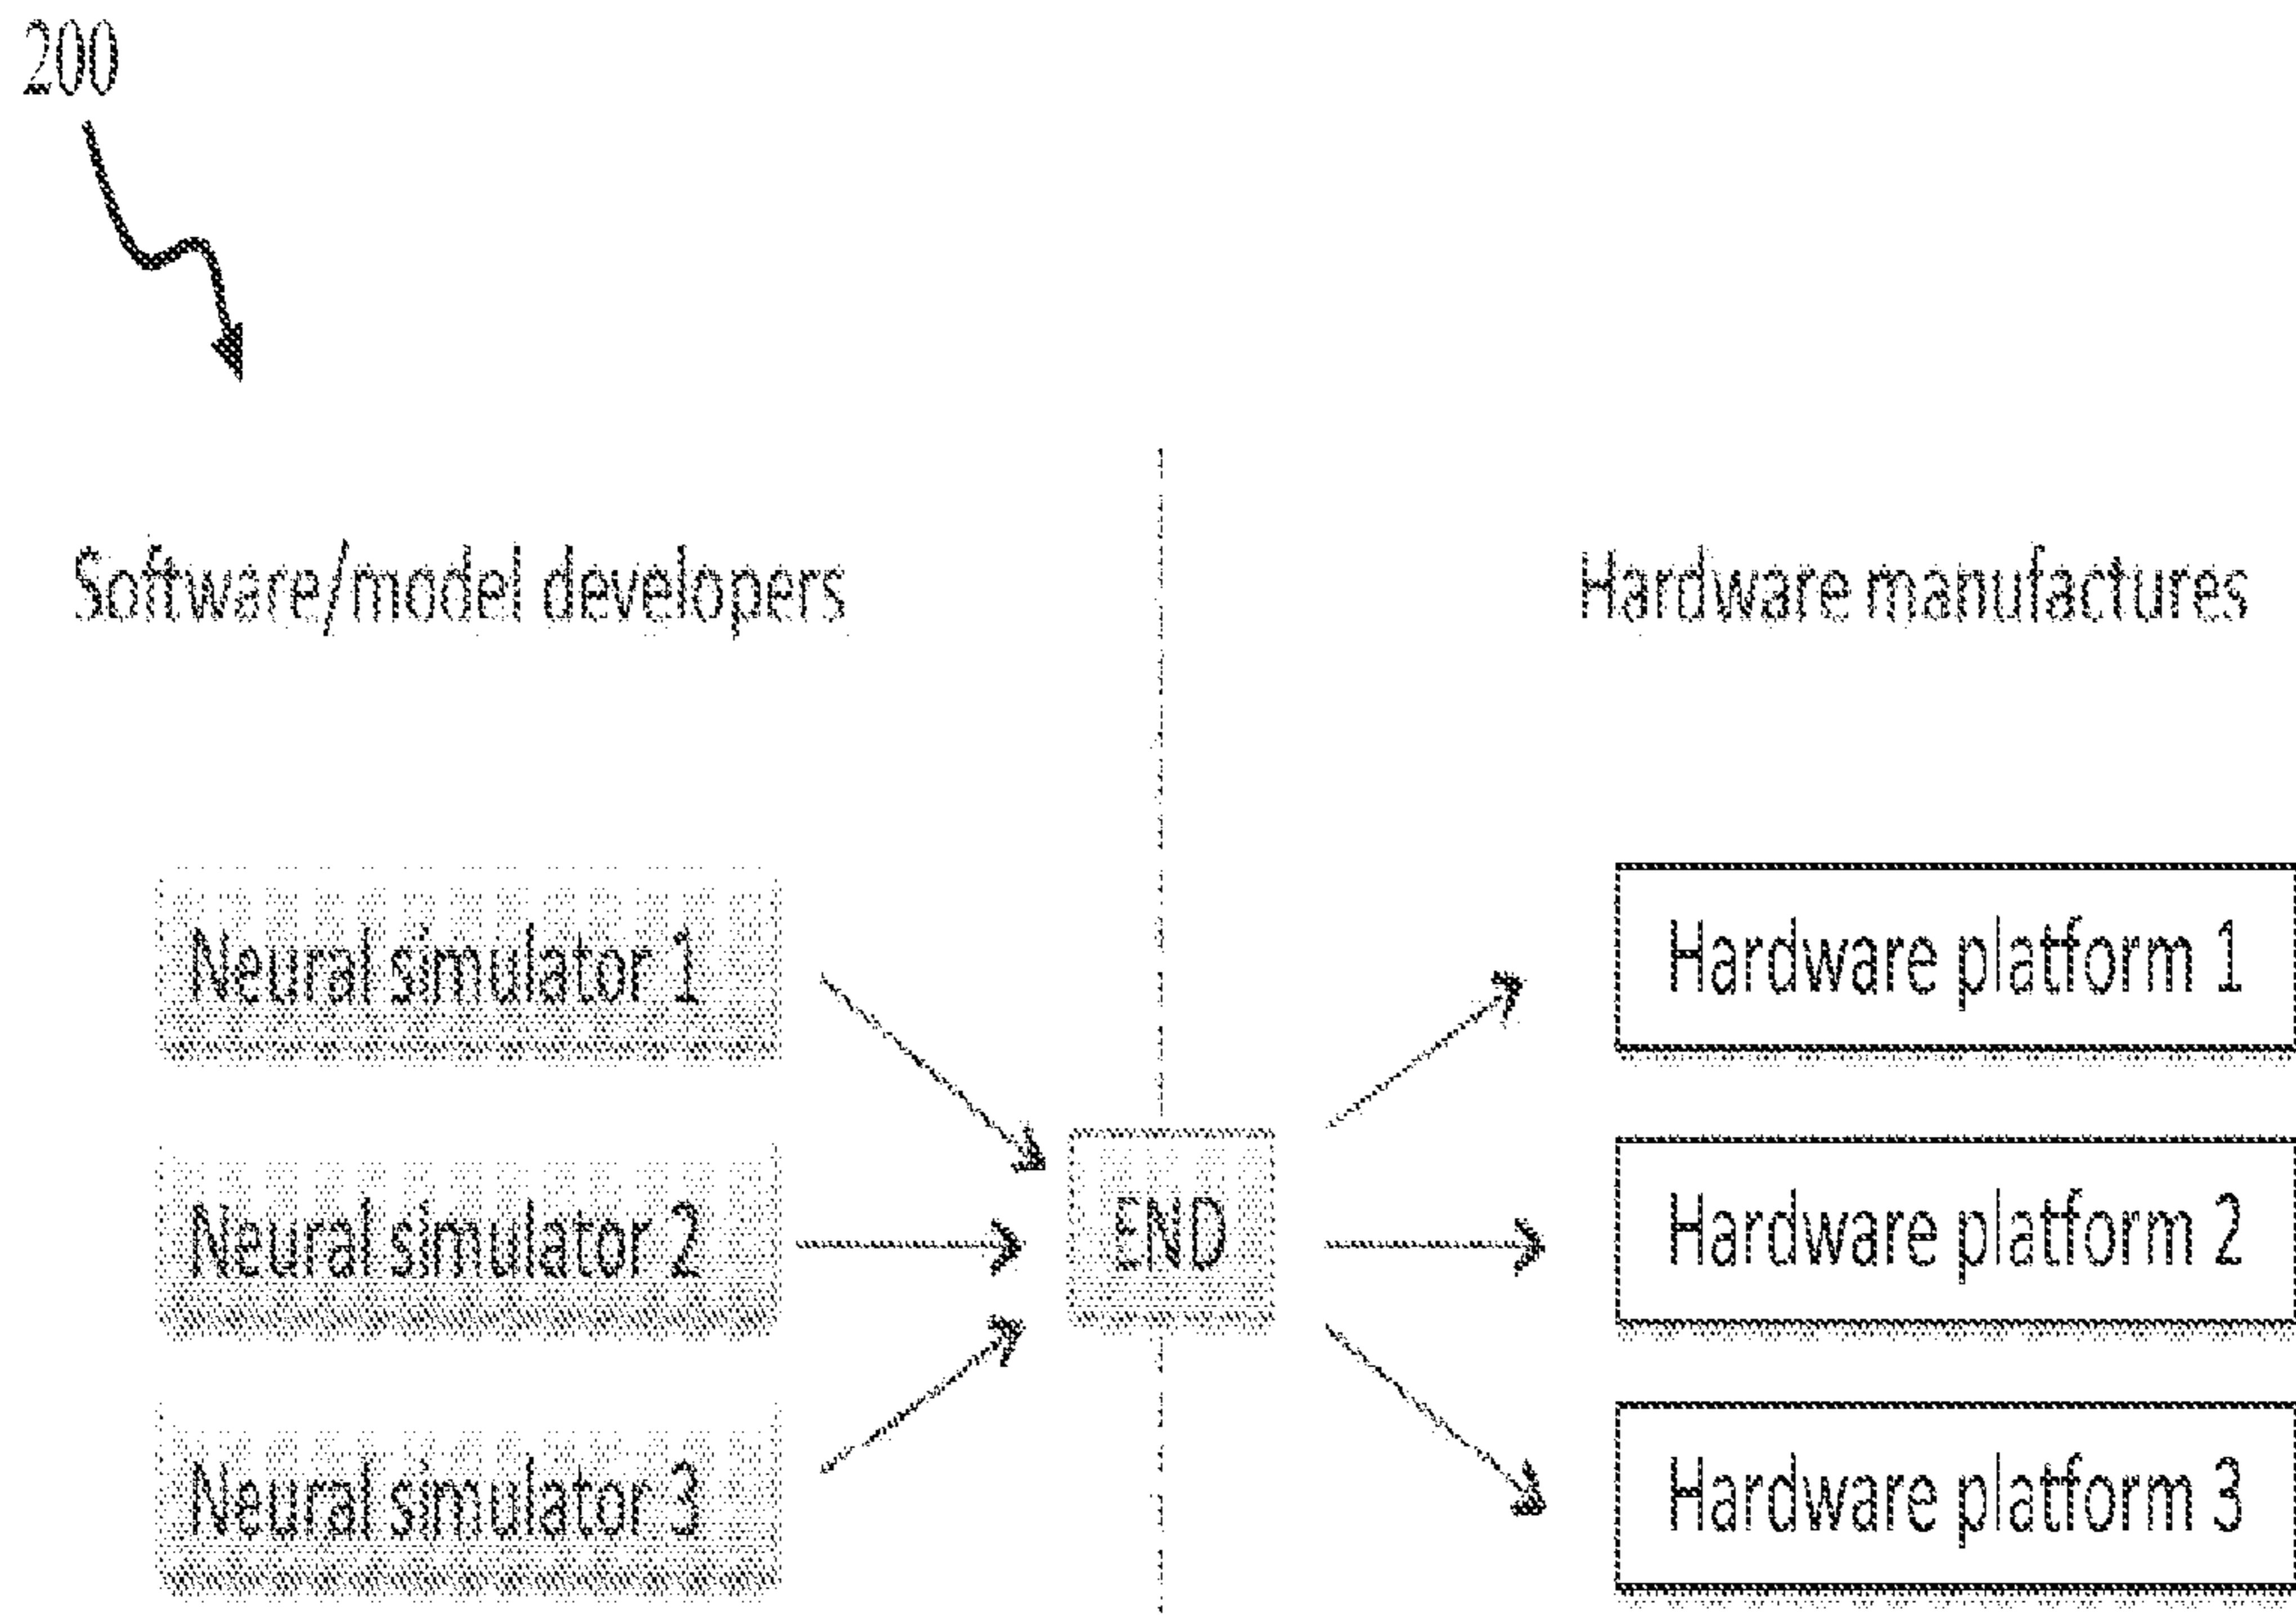 200
Software/model developers
Hardware manufactures
Neural simulator 1
Hardware platform 1
Neural simulator 2
END
Hardware platform 2
Neural simulator 3
Hardware platform 3